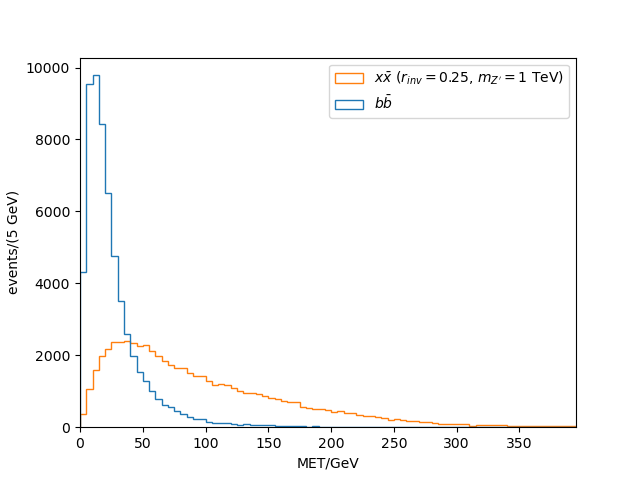 10000
8000
6000
4000
2000
0
events/(5 GeV)
0 50 100 150 200 250 300 350
MET/GeV
xx̄ (r_inv = 0.25, m_Z′ = 1 TeV)
bb̄